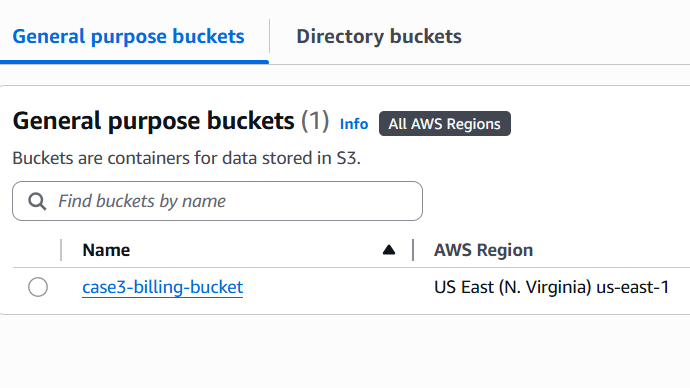 General purpose buckets Directory buckets
General purpose buckets (1) Info All AWS Regions
Buckets are containers for data stored in S3.
Find buckets by name
Name AWS Region
case3-billing-bucket US East (N. Virginia) us-east-1